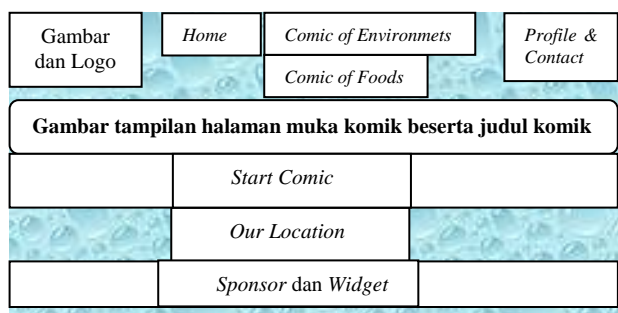 Gambar
dan Logo
Home
Comic of Environmets
Comic of Foods
Profile &
Contact
Gambar tampilan halaman muka komik beserta judul komik
Start Comic
Our Location
Sponsor dan Widget